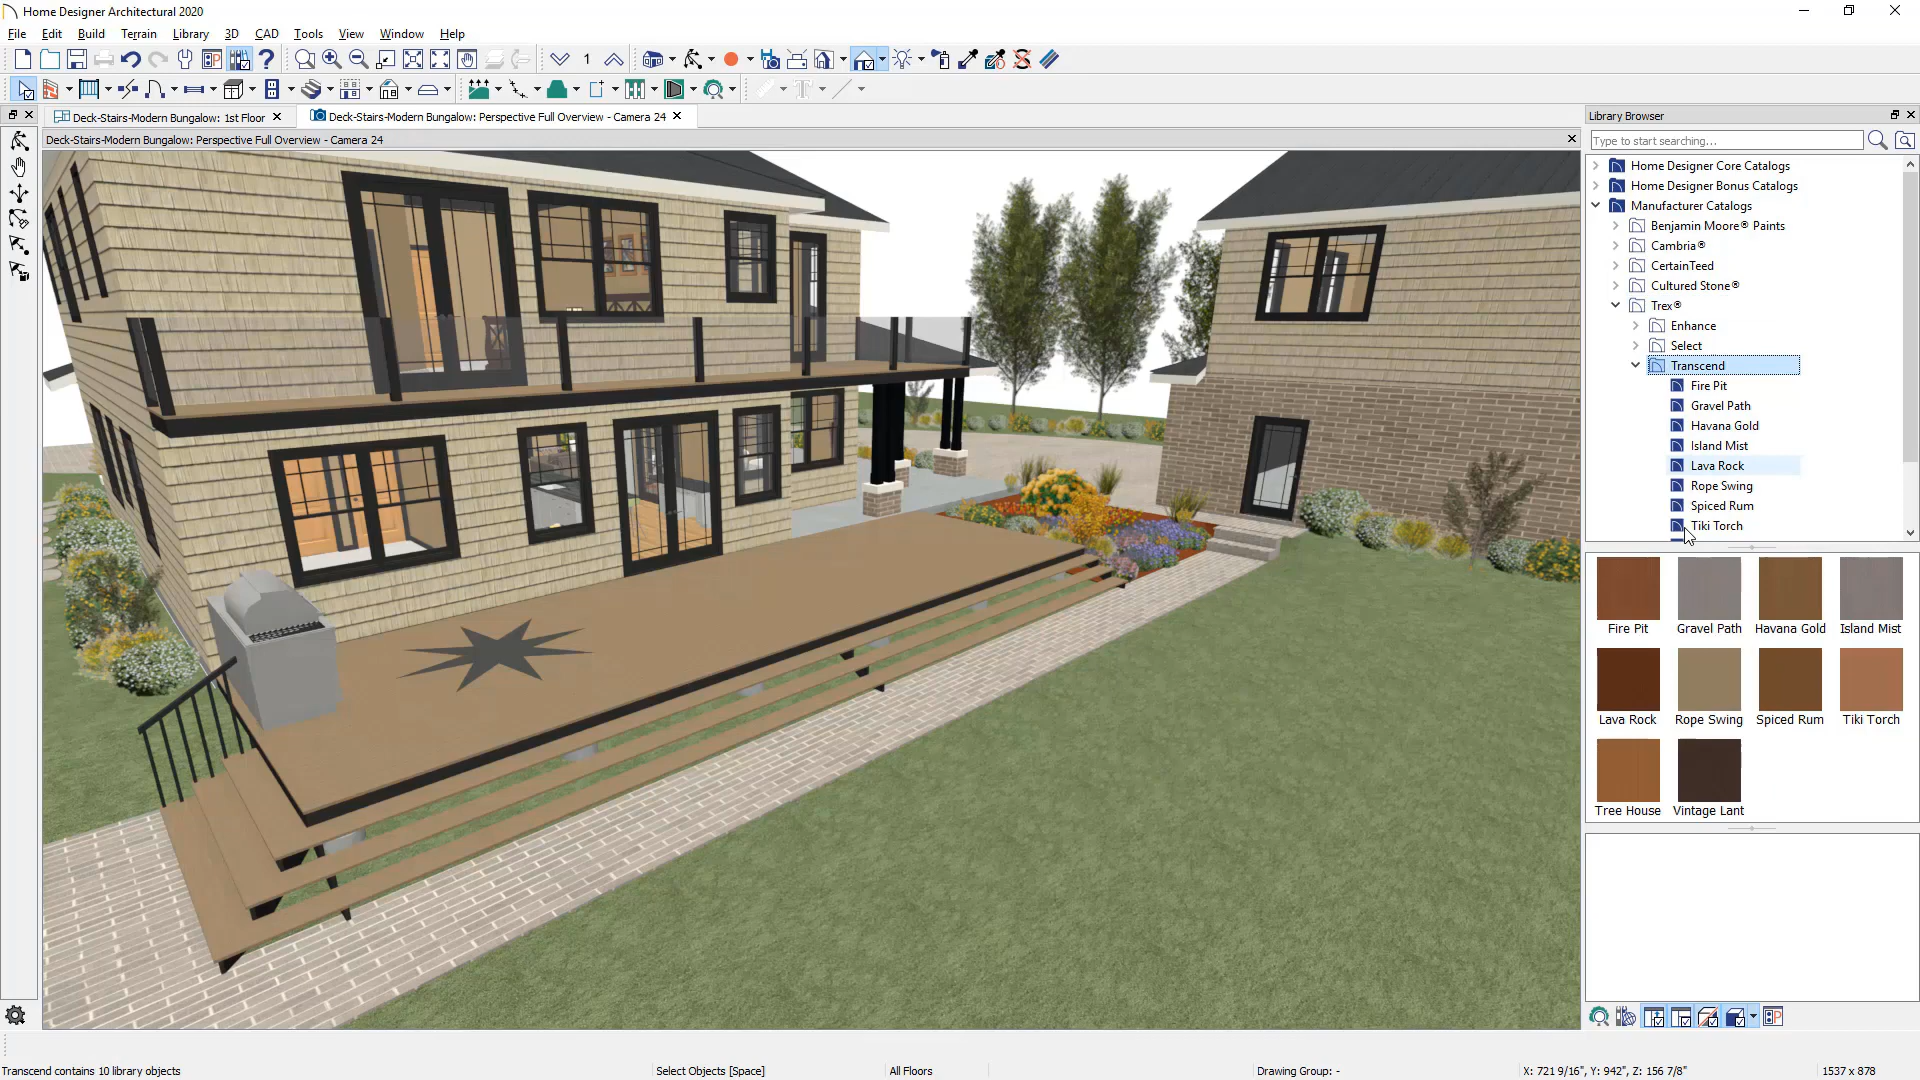 Home Designer Architectural 2020
File Edit Build Terrain Library 3D CAD Tools View Window Help
1
Deck-Stairs-Modern Bungalow: 1st Floor
Deck-Stairs-Modern Bungalow: Perspective Full Overview - Camera 24
Deck-Stairs-Modern Bungalow: Perspective Full Overview - Camera 24
Library Browser
Type to start searching...
Home Designer Core Catalogs
Home Designer Bonus Catalogs
Manufacturer Catalogs
Benjamin Moore® Paints
Cambria®
CertainTeed
Cultured Stone®
Trex®
Enhance
Select
Transcend
Fire Pit
Gravel Path
Havana Gold
Island Mist
Lava Rock
Rope Swing
Spiced Rum
Tiki Torch
Fire Pit Gravel Path Havana Gold Island Mist
Lava Rock Rope Swing Spiced Rum Tiki Torch
Tree House Vintage Lant
Transcend contains 10 library objects
Select Objects [Space]
All Floors
Drawing Group: -
X: 721 9/16", Y: 942", Z: 156 7/8"
1537 x 878